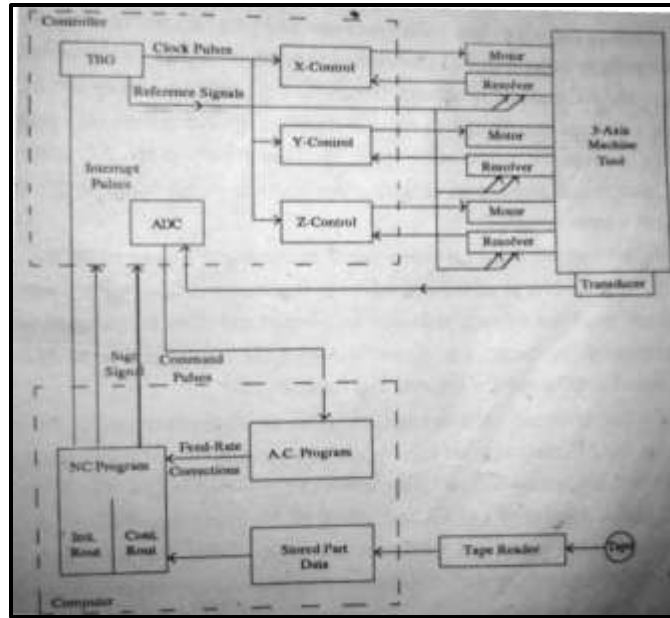 Controller
TBG
Clock Pulses
X-Control
Motor
Resolver
Reference Signals
3-Axis
Machine
Tool
Y-Control
Motor
Resolver
Interrupt
Pulses
ADC
Z-Control
Motor
Resolver
Transducer
Sign
Signal
Command
Pulses
NC Program
Feed-Rate
Corrections
A.C. Program
Cont.
Rout
Rout
Stored Part
Data
Tape Reader
Tape
Computer